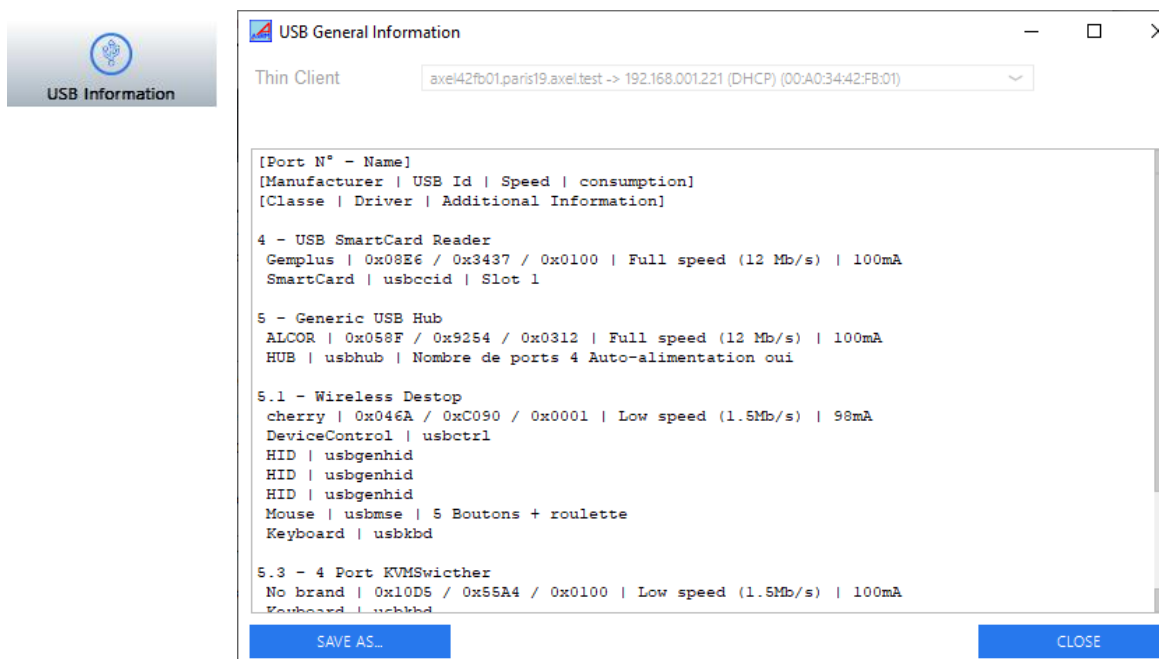 USB Information
USB General Information
Thin Client
axel42fb01.paris19.axel.test -> 192.168.001.221 (DHCP) (00:A0:34:42:FB:01)
[Port N° - Name]
[Manufacturer | USB Id | Speed | consumption]
[Classe | Driver | Additional Information]
4 - USB SmartCard Reader
Gemplus | 0x08E6 / 0x3437 / 0x0100 | Full speed (12 Mb/s) | 100mA
SmartCard | usbccid | Slot 1
5 - Generic USB Hub
ALCOR | 0x058F / 0x9254 / 0x0312 | Full speed (12 Mb/s) | 100mA
HUB | usbhub | Nombre de ports 4 Auto-alimentation oui
5.1 - Wireless Destop
cherry | 0x046A / 0xC090 / 0x0001 | Low speed (1.5Mb/s) | 98mA
DeviceControl | usbctrl
HID | usbgenhid
HID | usbgenhid
HID | usbgenhid
Mouse | usbmse | 5 Boutons + roulette
Keyboard | usbkbd
5.3 - 4 Port KVMSwicther
No brand | 0x10D5 / 0x55A4 / 0x0100 | Low speed (1.5Mb/s) | 100mA
Keyboard | usbkbd
SAVE AS...
CLOSE